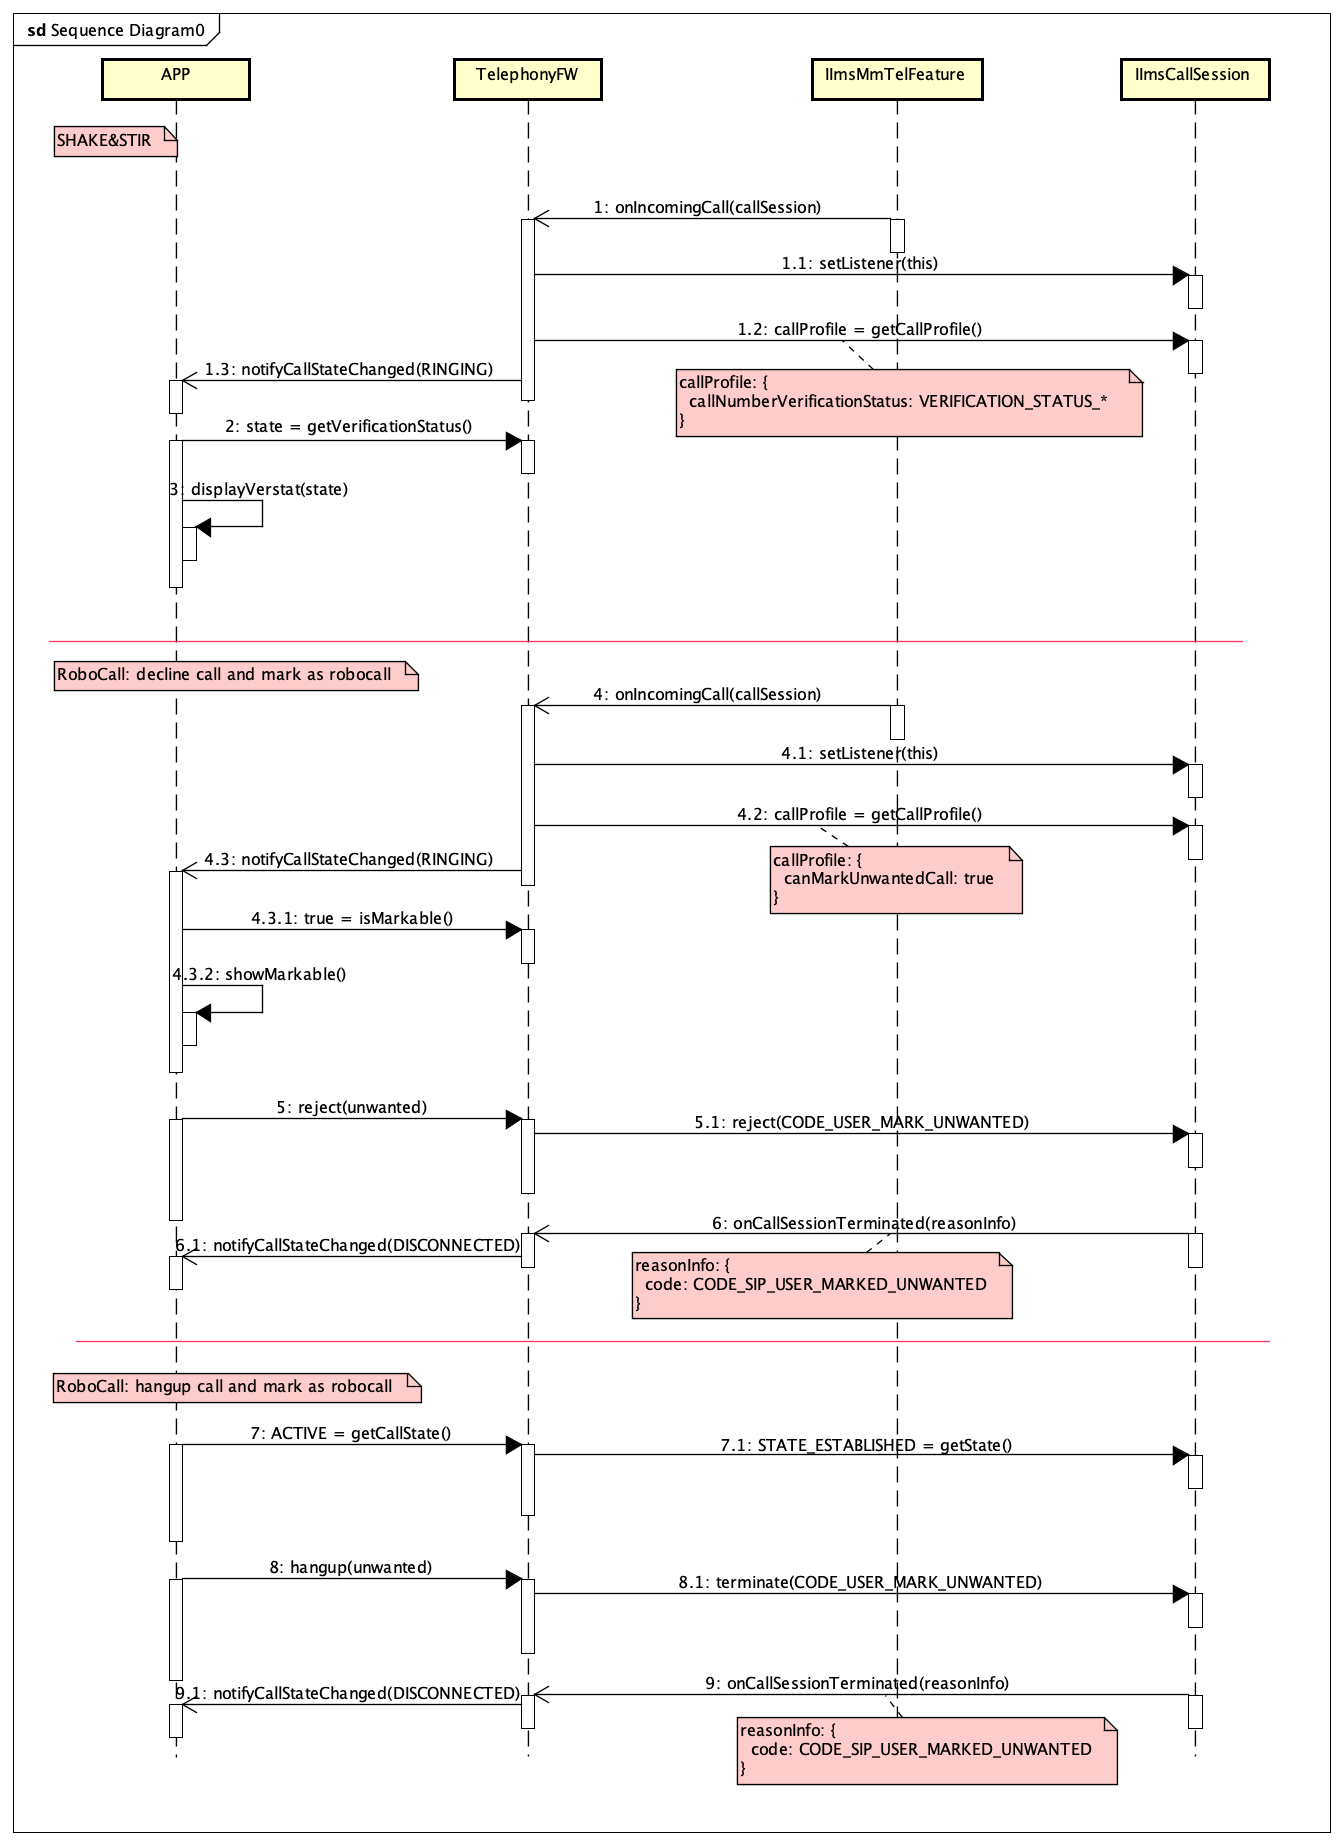 sd Sequence Diagram0
APP
TelephonyFW
IImsMmTelFeature
IImsCallSession
SHAKE&STIR
1: onIncomingCall(callSession)
1.1: setListener(this)
1.2: callProfile = getCallProfile()
1.3: notifyCallStateChanged(RINGING)
callProfile: {
callNumberVerificationStatus: VERIFICATION_STATUS_*
}
2: state = getVerificationStatus()
3: displayVerstat(state)
RoboCall: decline call and mark as robocall
4: onIncomingCall(callSession)
4.1: setListener(this)
4.2: callProfile = getCallProfile()
4.3: notifyCallStateChanged(RINGING)
callProfile: {
canMarkUnwantedCall: true
}
4.3.1: true = isMarkable()
4.3.2: showMarkable()
5: reject(unwanted)
5.1: reject(CODE_USER_MARK_UNWANTED)
6: onCallSessionTerminated(reasonInfo)
6.1: notifyCallStateChanged(DISCONNECTED)
reasonInfo: {
code: CODE_SIP_USER_MARKED_UNWANTED
}
RoboCall: hangup call and mark as robocall
7: ACTIVE = getCallState()
7.1: STATE_ESTABLISHED = getState()
8: hangup(unwanted)
8.1: terminate(CODE_USER_MARK_UNWANTED)
9: onCallSessionTerminated(reasonInfo)
9.1: notifyCallStateChanged(DISCONNECTED)
reasonInfo: {
code: CODE_SIP_USER_MARKED_UNWANTED
}